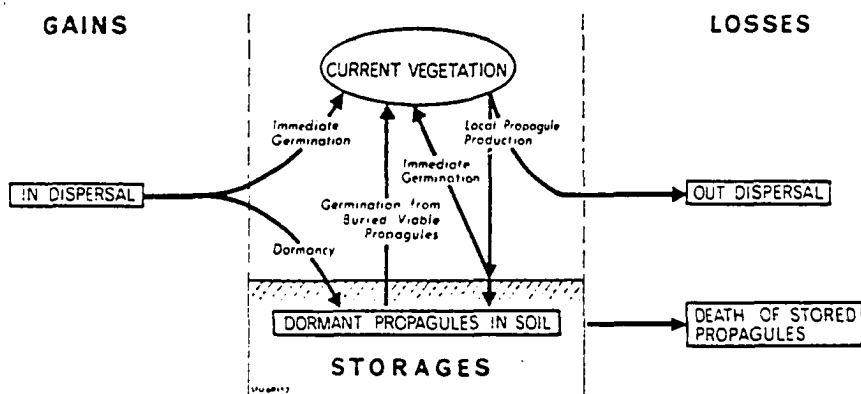 GAINS
LOSSES
CURRENT VEGETATION
Immediate
Germination
Local Propagule
Production
Immediate
Germination
IN DISPERSAL
OUT DISPERSAL
Germination from
Buried Viable
Propagules
Dormancy
DORMANT PROPAGULES IN SOIL
DEATH OF STORED
PROPAGULES
STORAGES